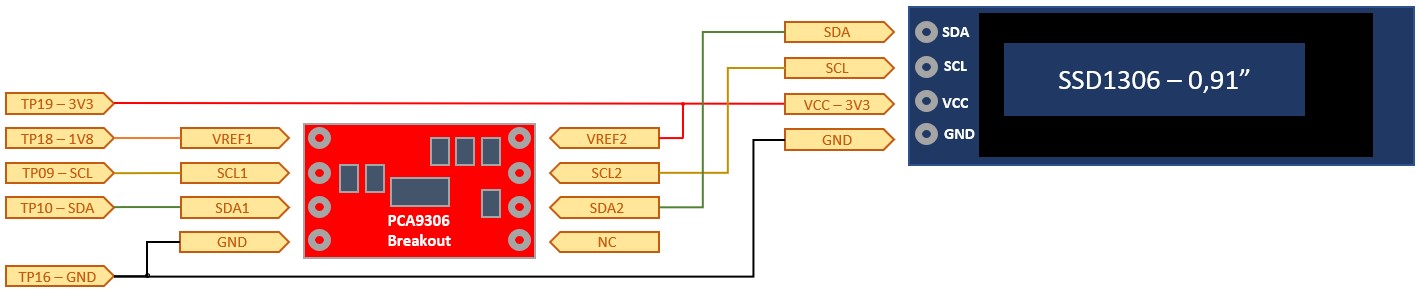 TP19 – 3V3
TP18 – 1V8
TP09 – SCL
TP10 – SDA
TP16 – GND
VREF1
SCL1
SDA1
GND
PCA9306
Breakout
VREF2
SCL2
SDA2
NC
SDA
SCL
VCC – 3V3
GND
SDA
SCL
VCC
GND
SSD1306 – 0,91”